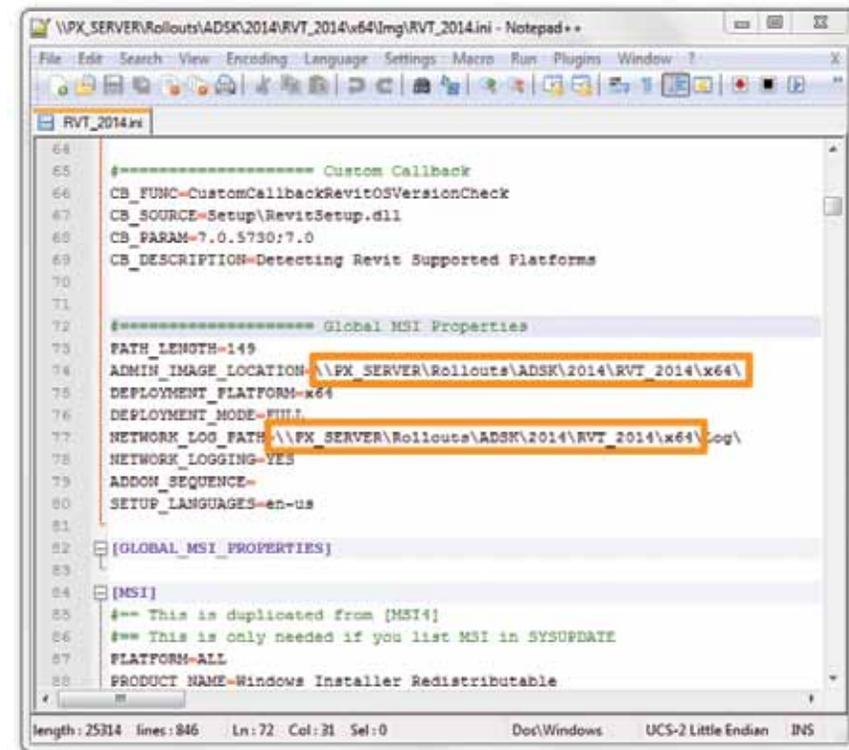 \\PX_SERVER\Rollouts\ADSK\2014\RVT_2014\x64\Img\RVT_2014.ini - Notepad++
File Edit Search View Encoding Language Settings Macro Run Plugins Window ? X
RVT_2014.ini
64
65 #===================== Custom Callback
66 CB_FUNC=CustomCallbackRevitOSVersionCheck
67 CB_SOURCE=Setup\RevitSetup.dll
68 CB_PARAM=7.0.5730;7.0
69 CB_DESCRIPTION=Detecting Revit Supported Platforms
70
71
72 #===================== Global MSI Properties
73 PATH_LENGTH=149
74 ADMIN_IMAGE_LOCATION=\\PX_SERVER\Rollouts\ADSK\2014\RVT_2014\x64\
75 DEPLOYMENT_PLATFORM=x64
76 DEPLOYMENT_MODE=FULL
77 NETWORK_LOG_PATH=\\PX_SERVER\Rollouts\ADSK\2014\RVT_2014\x64\Log\
78 NETWORK_LOGGING=YES
79 ADDON_SEQUENCE=
80 SETUP_LANGUAGES=en-us
81
82 [GLOBAL_MSI_PROPERTIES]
83
84 [MSI]
85 #== This is duplicated from [MSI4]
86 #== This is only needed if you list MSI in SYSUPDATE
87 PLATFORM=ALL
88 PRODUCT_NAME=Windows Installer Redistributable
length : 25314 lines : 846 Ln : 72 Col : 31 Sel : 0 Dos\Windows UCS-2 Little Endian INS